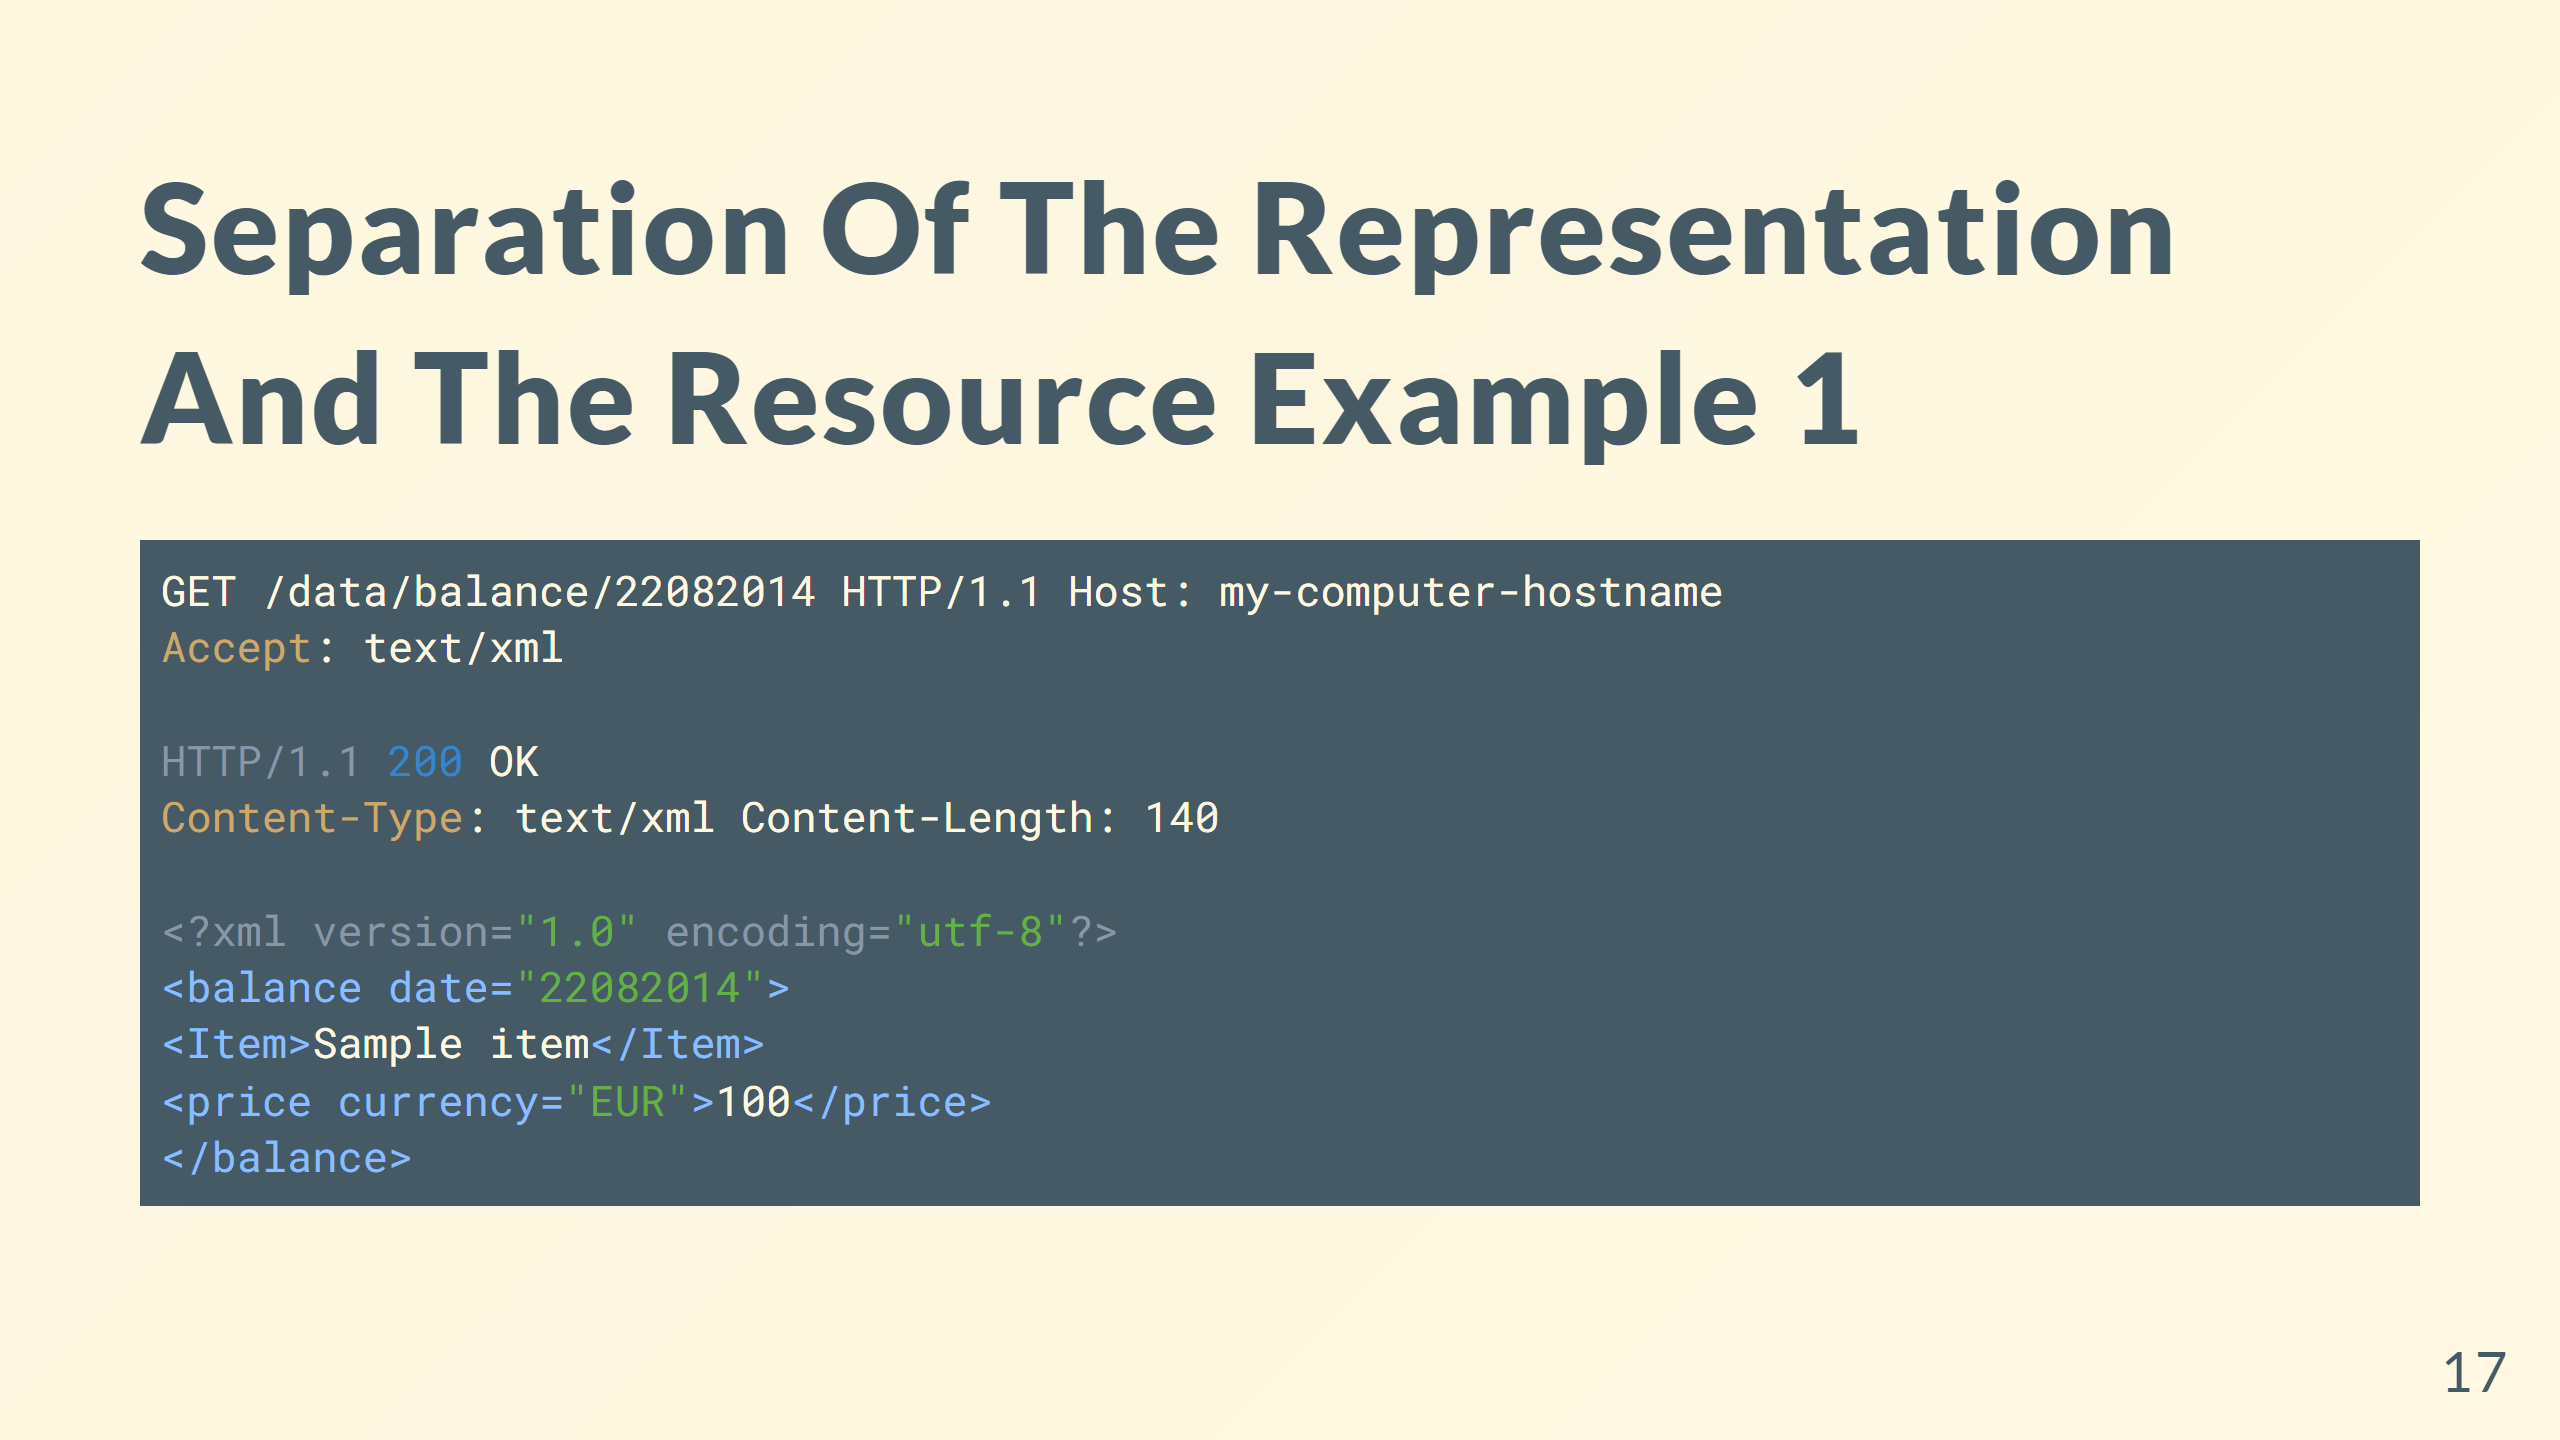 Separation Of The Representation
And The Resource Example 1
GET /data/balance/22082014 HTTP/1.1 Host: my-computer-hostname
Accept: text/xml
HTTP/1.1 200 OK
Content-Type: text/xml Content-Length: 140
<?xml version="1.0" encoding="utf-8"?>
<balance date="22082014">
<Item>Sample item</Item>
<price currency="EUR">100</price>
</balance>
17